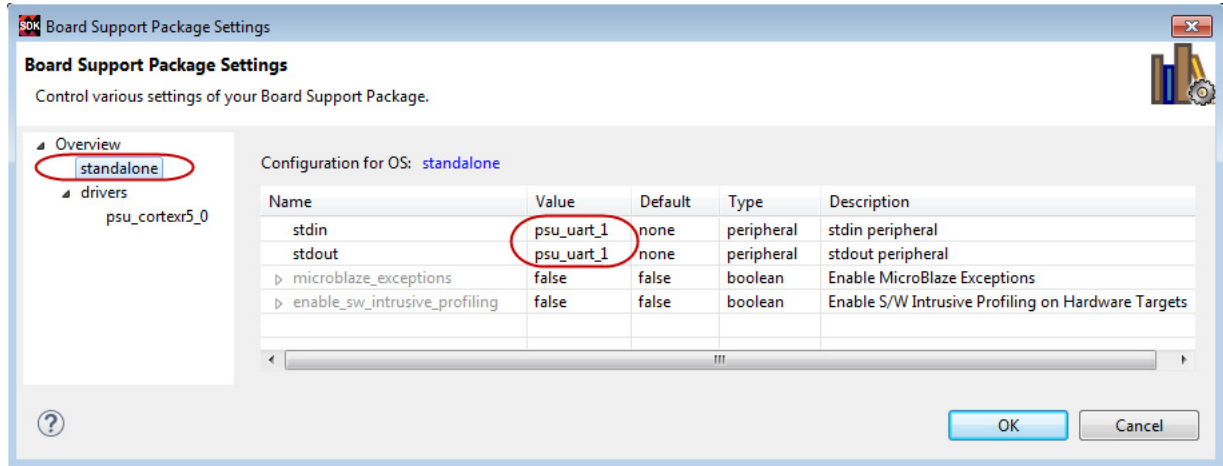 SDK Board Support Package Settings
Board Support Package Settings
Control various settings of your Board Support Package.
Overview
standalone
drivers
psu_cortexr5_0
Configuration for OS: standalone
Name Value Default Type Description
stdin psu_uart_1 none peripheral stdin peripheral
stdout psu_uart_1 none peripheral stdout peripheral
microblaze_exceptions false false boolean Enable MicroBlaze Exceptions
enable_sw_intrusive_profiling false false boolean Enable S/W Intrusive Profiling on Hardware Targets
?
OK Cancel